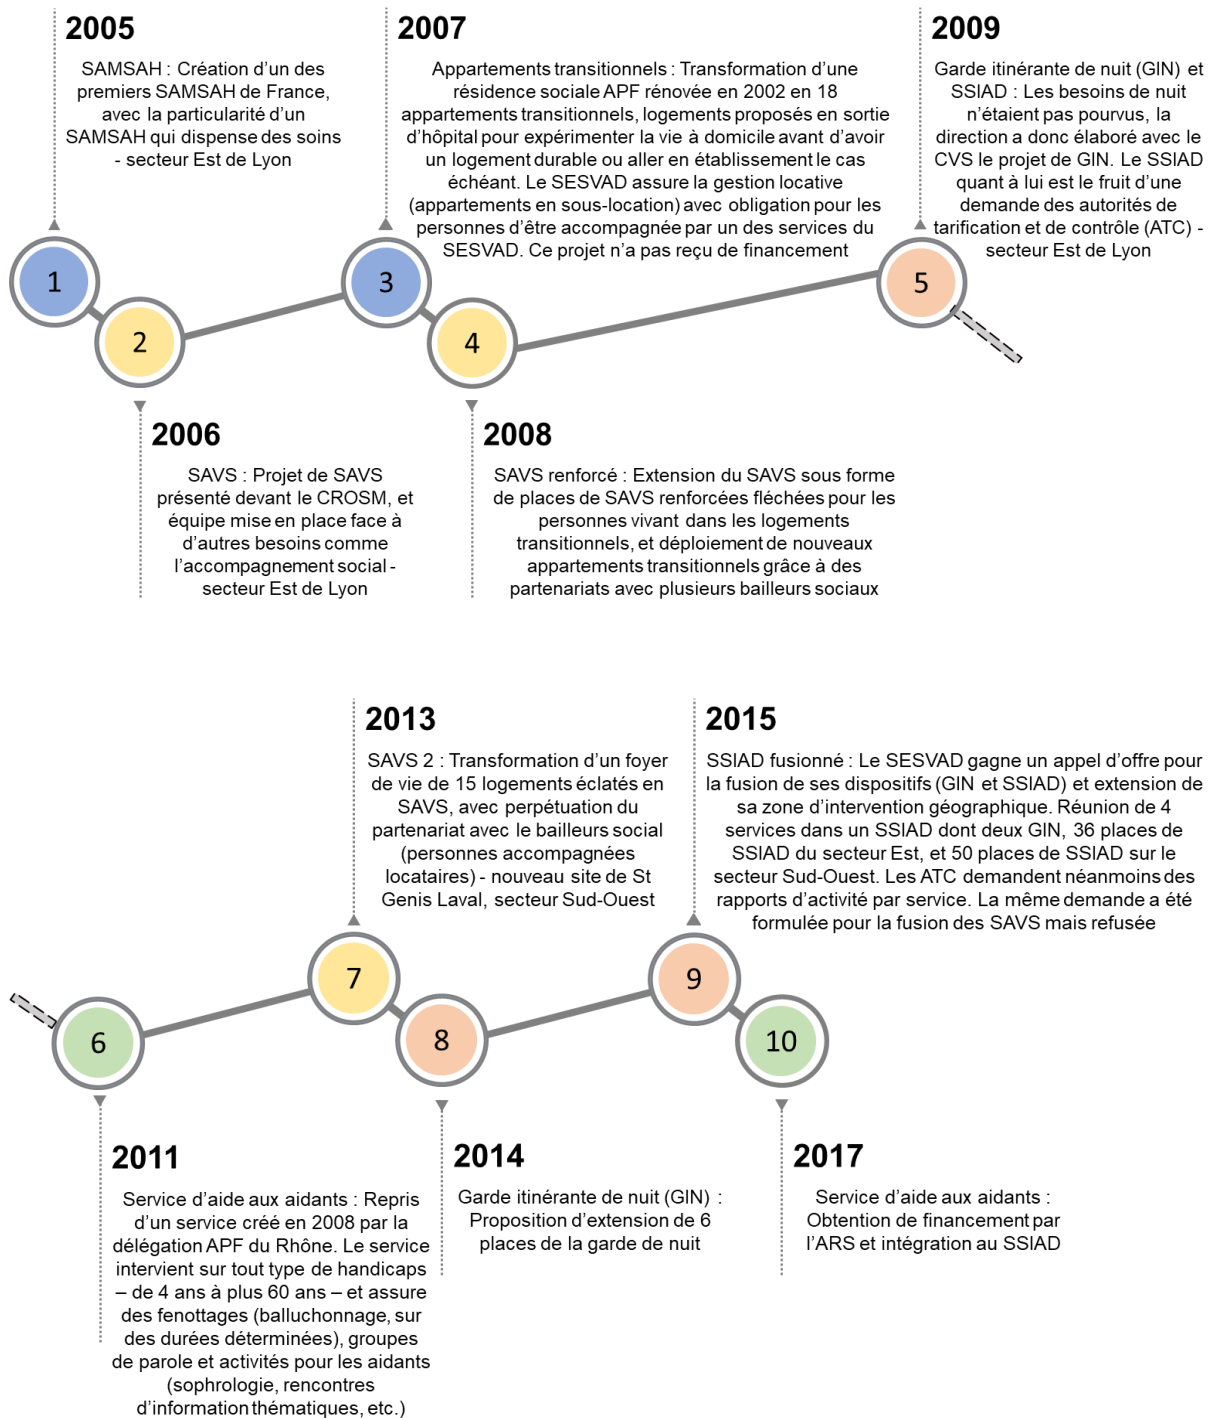 2005
SAMSAH : Création d'un des
premiers SAMSAH de France,
avec la particularité d'un
SAMSAH qui dispense des soins
- secteur Est de Lyon
2007
Appartements transitionnels : Transformation d'une
résidence sociale APF rénovée en 2002 en 18
appartements transitionnels, logements proposés en sortie
d'hôpital pour expérimenter la vie à domicile avant d'avoir
un logement durable ou aller en établissement le cas
échéant. Le SESVAD assure la gestion locative
(appartements en sous-location) avec obligation pour les
personnes d'être accompagnée par un des services du
SESVAD. Ce projet n'a pas reçu de financement
2009
Garde itinérante de nuit (GIN) et
SSIAD : Les besoins de nuit
n'étaient pas pourvus, la
direction a donc élaboré avec le
CVS le projet de GIN. Le SSIAD
quant à lui est le fruit d'une
demande des autorités de
tarification et de contrôle (ATC) -
secteur Est de Lyon
1
2
3
4
5
2006
SAVS : Projet de SAVS
présenté devant le CROSM, et
équipe mise en place face à
d'autres besoins comme
l'accompagnement social -
secteur Est de Lyon
2008
SAVS renforcé : Extension du SAVS sous forme
de places de SAVS renforcées fléchées pour les
personnes vivant dans les logements
transitionnels, et déploiement de nouveaux
appartements transitionnels grâce à des
partenariats avec plusieurs bailleurs sociaux
2013
SAVS 2 : Transformation d'un foyer
de vie de 15 logements éclatés en
SAVS, avec perpétuation du
partenariat avec le bailleurs social
(personnes accompagnées
locataires) - nouveau site de St
Genis Laval, secteur Sud-Ouest
2015
SSIAD fusionné : Le SESVAD gagne un appel d'offre pour
la fusion de ses dispositifs (GIN et SSIAD) et extension de
sa zone d'intervention géographique. Réunion de 4
services dans un SSIAD dont deux GIN, 36 places de
SSIAD du secteur Est, et 50 places de SSIAD sur le
secteur Sud-Ouest. Les ATC demandent néanmoins des
rapports d'activité par service. La même demande a été
formulée pour la fusion des SAVS mais refusée
6
7
8
9
10
2011
Service d'aide aux aidants : Repris
d'un service créé en 2008 par la
délégation APF du Rhône. Le service
intervient sur tout type de handicaps
– de 4 ans à plus 60 ans – et assure
des fenottages (balluchonnage, sur
des durées déterminées), groupes
de parole et activités pour les aidants
(sophrologie, rencontres
d'information thématiques, etc.)
2014
Garde itinérante de nuit (GIN) :
Proposition d'extension de 6
places de la garde de nuit
2017
Service d'aide aux aidants :
Obtention de financement par
l'ARS et intégration au SSIAD